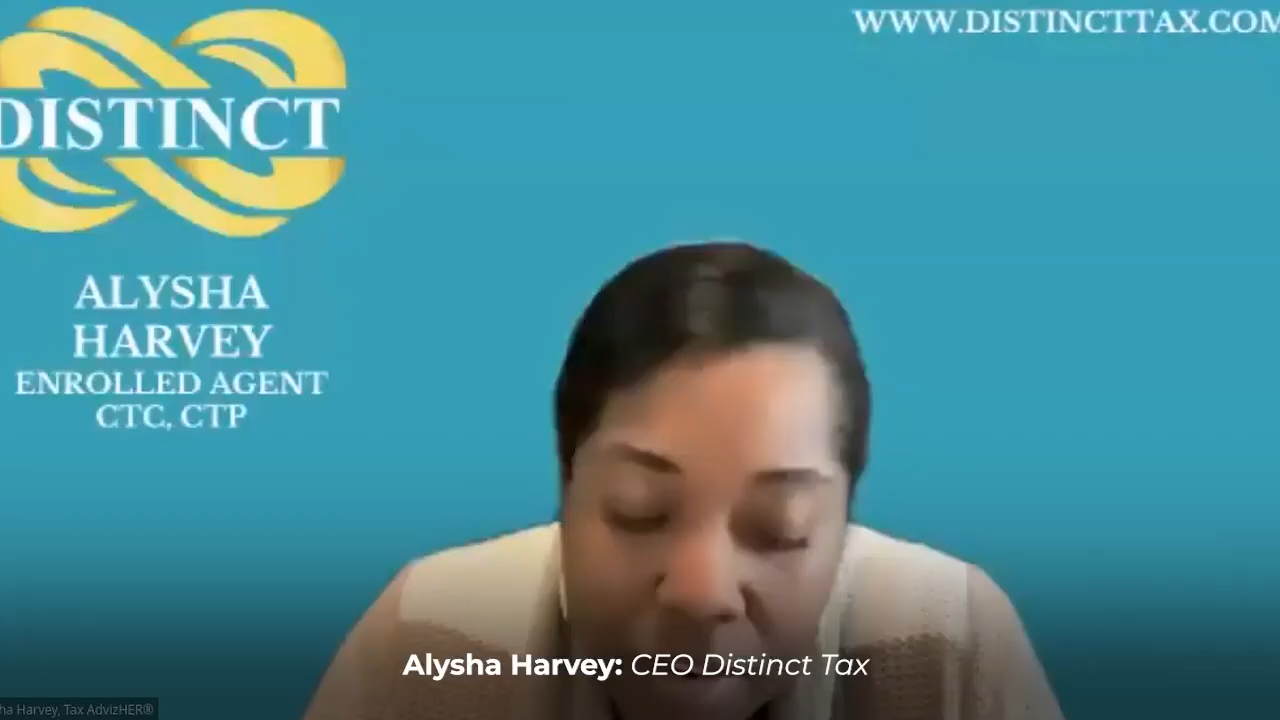 WWW.DISTINCTTAX.COM
DISTINCT
ALYSHA
HARVEY
ENROLLED AGENT
CTC, CTP
Alysha Harvey: CEO Distinct Tax
ha Harvey, Tax AdvizHER®